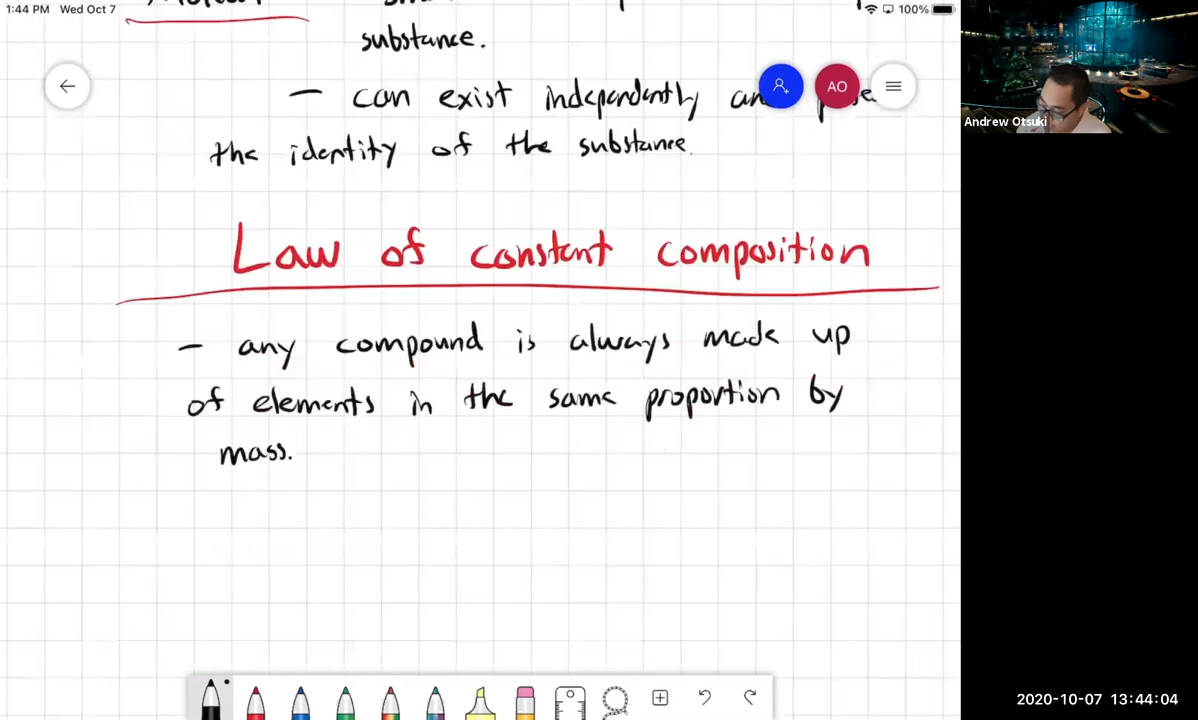 1:44 PM Wed Oct 7
100%
substance.
— can exist independently
the identity of the substance.
AO
Law of constant composition
— any compound is always made up
of elements in the same proportion by
mass.
Andrew Otsuki
2020-10-07 13:44:04